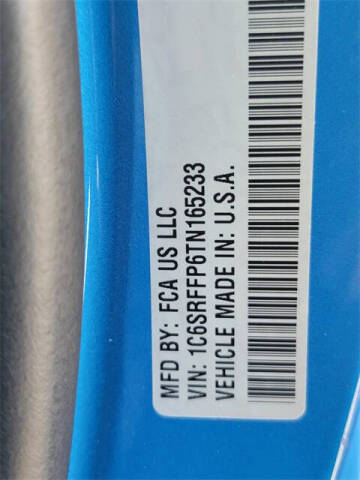 MFD BY: FCA US LLC
VIN: 1C6SRFFP6TN165233
VEHICLE MADE IN: U.S.A.